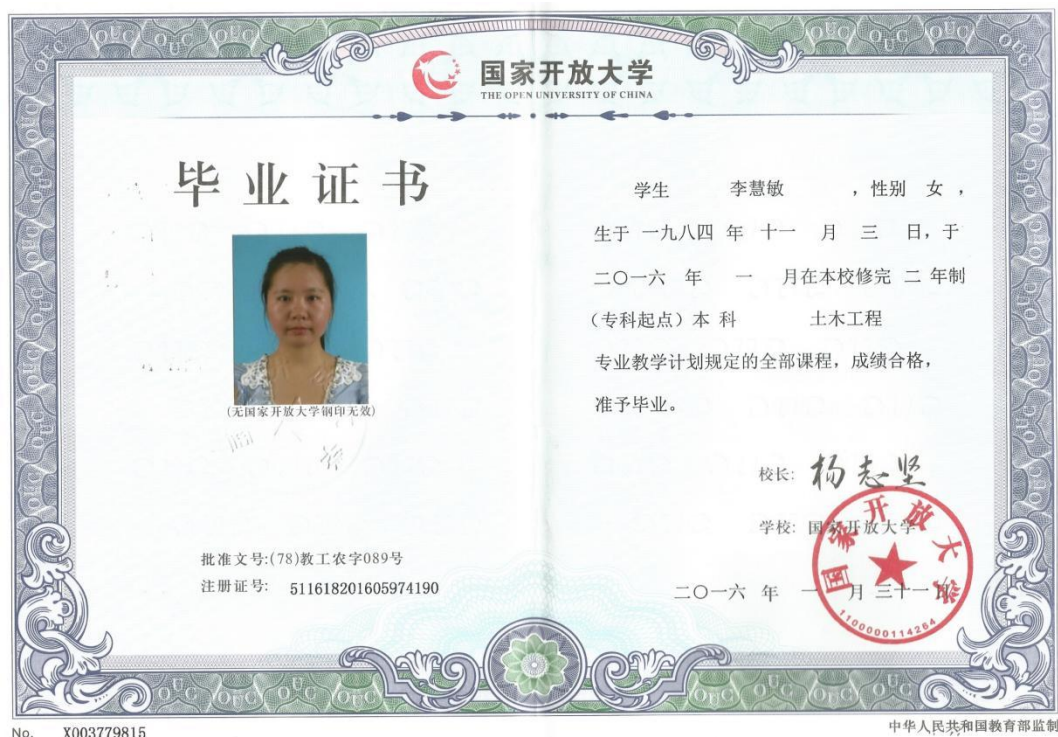 国家开放大学
THE OPEN UNIVERSITY OF CHINA
毕业证书
(无国家开放大学钢印无效)
批准文号:(78)教工农字089号
注册证号: 511618201605974190
学生 李慧敏 ,性别 女 ,
生于 一九八四 年 十一 月 三 日,于
二〇一六 年 一 月在本校修完 二 年制
(专科起点)本 科 土木工程
专业教学计划规定的全部课程,成绩合格,
准予毕业。
校长: 杨志坚
学校: 国家开放大学
二〇一六 年 一 月 三十一日
国家开放大学
1100000114264
No. X003779815
中华人民共和国教育部监制